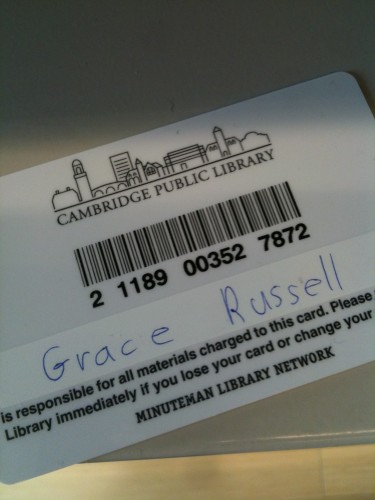 CAMBRIDGE PUBLIC LIBRARY
2 1189 00352 7872
Grace Russell
is responsible for all materials charged to this card. Please
Library immediately if you lose your card or change your
MINUTEMAN LIBRARY NETWORK